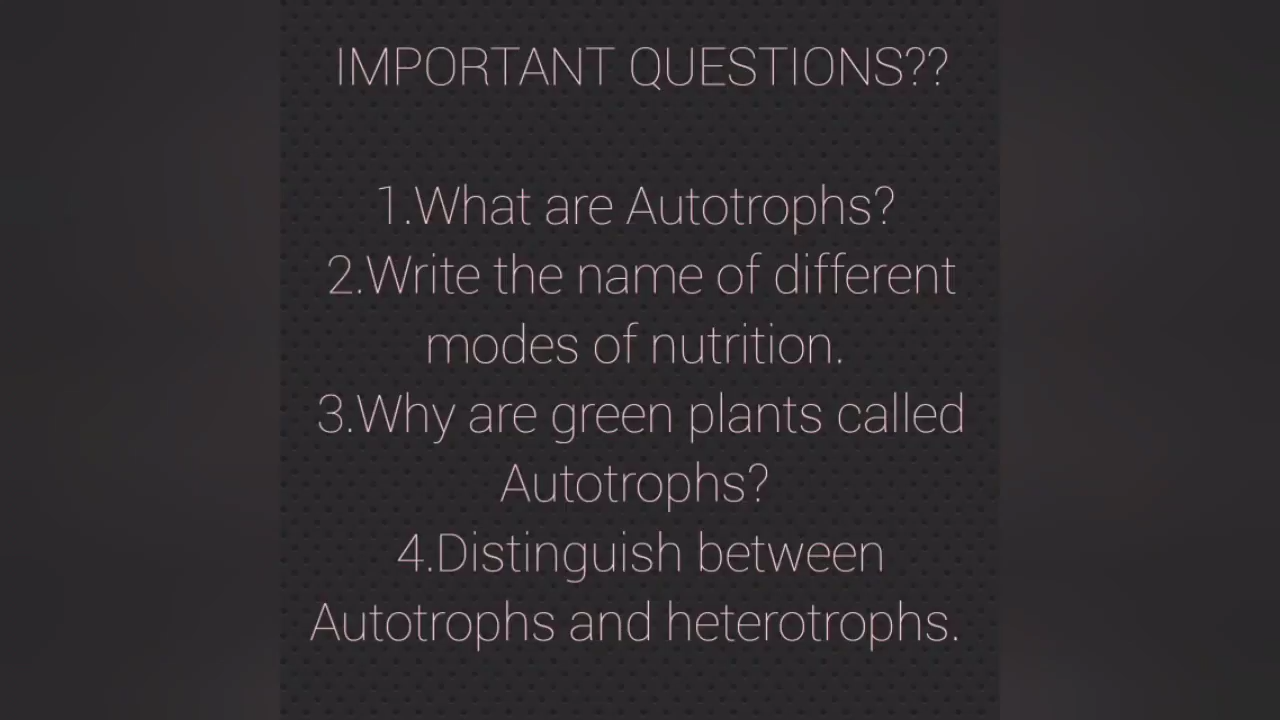 IMPORTANT QUESTIONS??
1.What are Autotrophs?
2.Write the name of different
modes of nutrition.
3.Why are green plants called
Autotrophs?
4.Distinguish between
Autotrophs and heterotrophs.